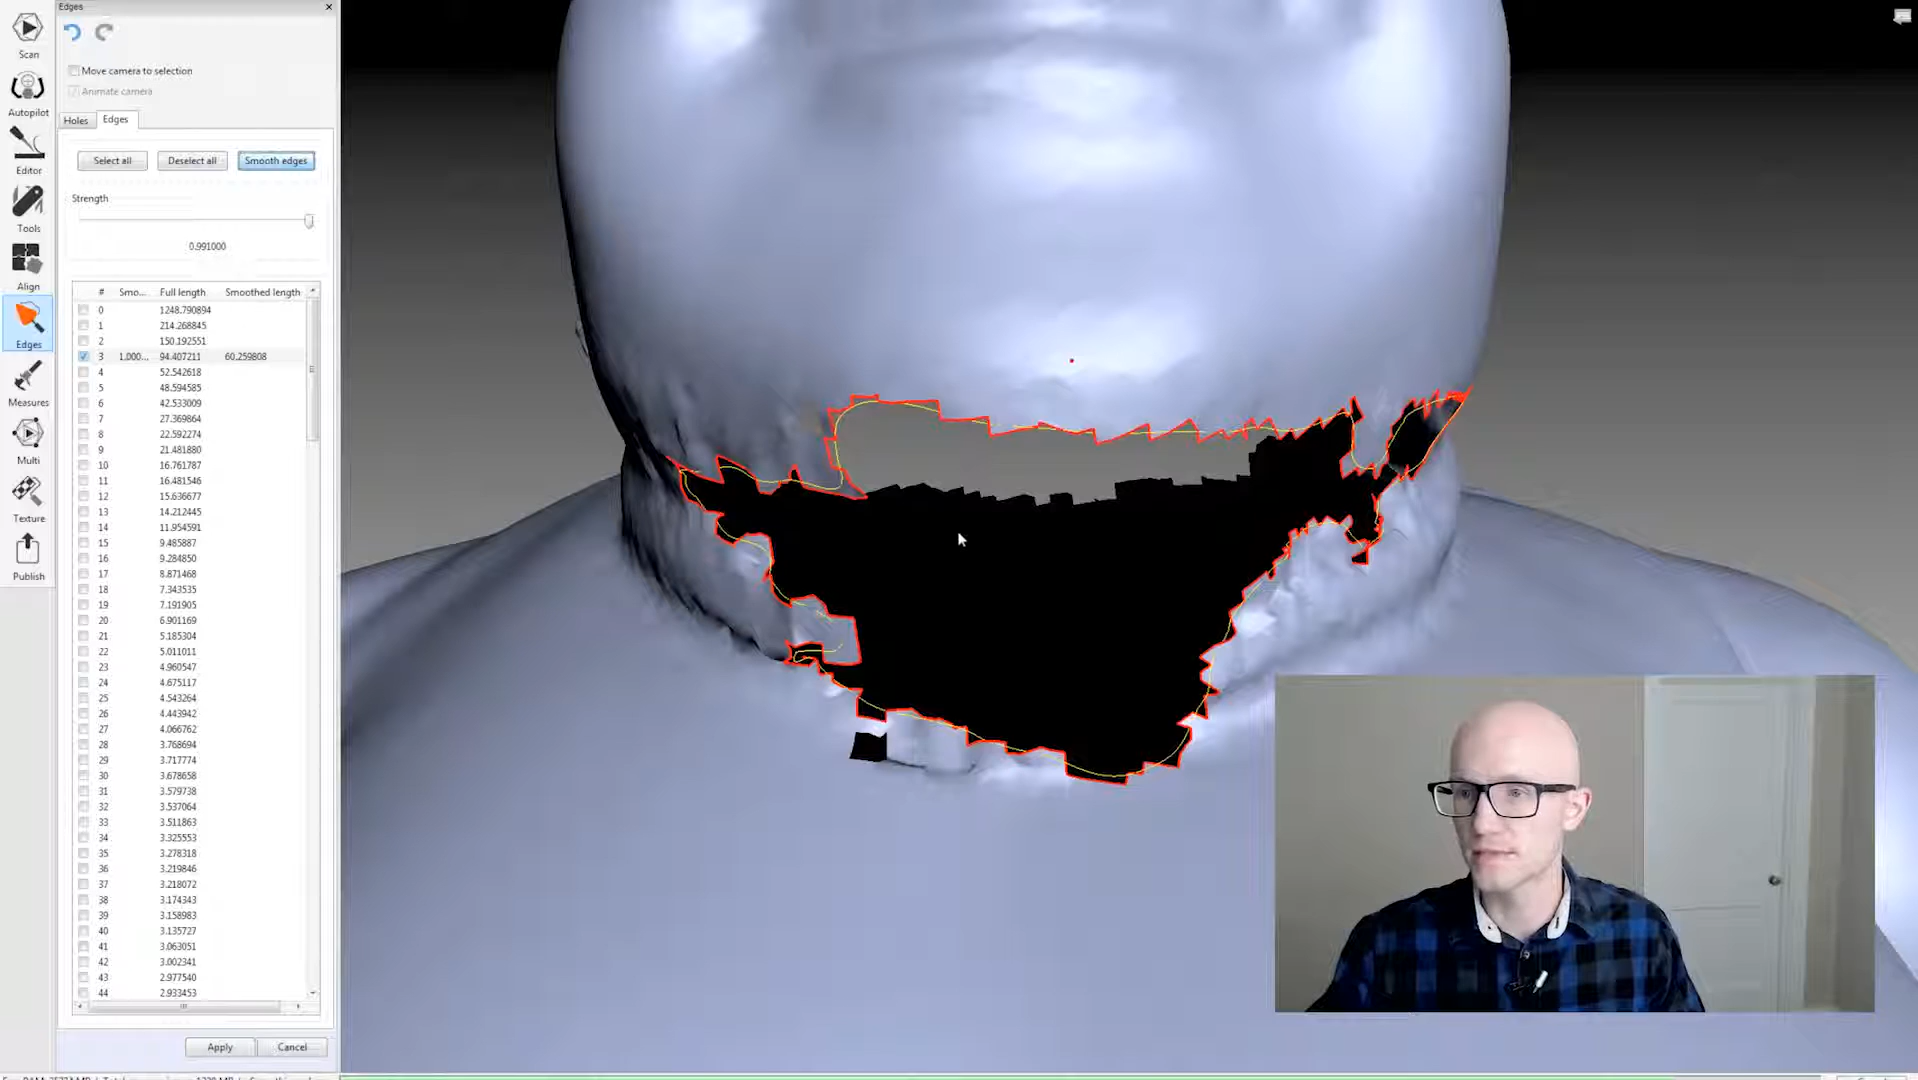 Edges
Scan
Autopilot
Editor
Tools
Align
Edges
Measures
Multi
Texture
Publish
Move camera to selection
Animate camera
Holes Edges
Select all Deselect all Smooth edges
Strength
0.991000
# Smo... Full length Smoothed length
0 1248.790894
1 214.268845
2 150.192551
3 1.000... 94.407211 60.259808
4 52.542618
5 48.594585
6 42.533009
7 27.369864
8 22.592274
9 21.481880
10 16.761787
11 16.481546
12 15.636677
13 14.212445
14 11.954591
15 9.485887
16 9.284850
17 8.871468
18 7.343535
19 7.191905
20 6.901169
21 5.185304
22 5.011011
23 4.960547
24 4.675117
25 4.543264
26 4.443942
27 4.066762
28 3.768694
29 3.717774
30 3.678658
31 3.579738
32 3.537064
33 3.511863
34 3.325553
35 3.278318
36 3.219846
37 3.218072
38 3.174343
39 3.158983
40 3.135727
41 3.063051
42 3.002341
43 2.977540
44 2.933453
Apply Cancel